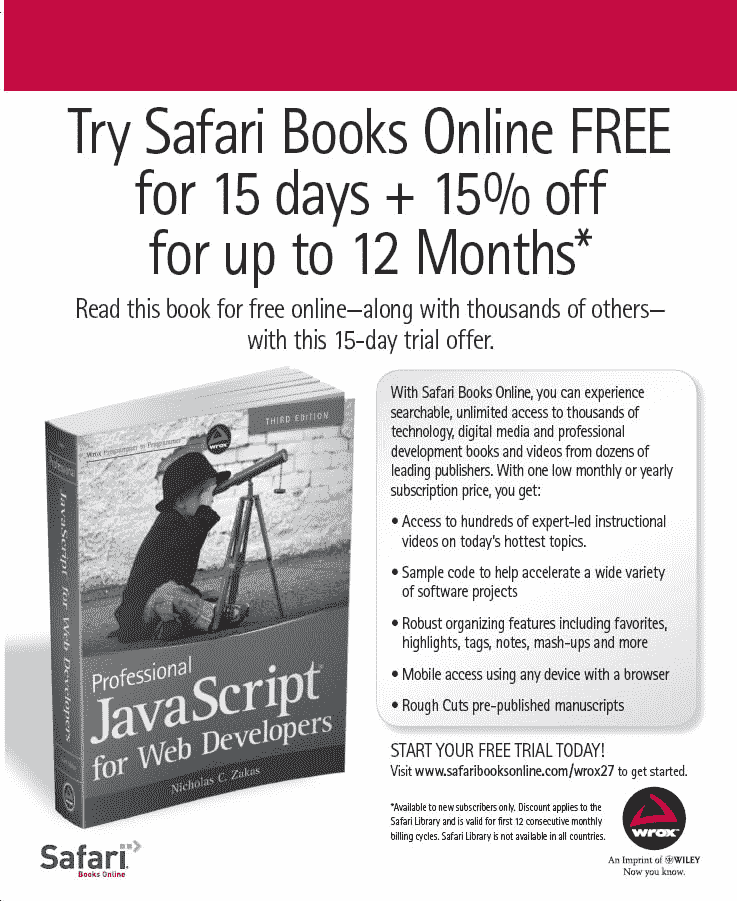 Try Safari Books Online FREE
for 15 days + 15% off
for up to 12 Months*
Read this book for free online—along with thousands of others—
with this 15-day trial offer.
THIRD EDITION
Wrox Programmer to Programmer™
wrox
JavaScript for Web Developers
Professional
JavaScript®
for Web Developers
Nicholas C. Zakas
With Safari Books Online, you can experience
searchable, unlimited access to thousands of
technology, digital media and professional
development books and videos from dozens of
leading publishers. With one low monthly or yearly
subscription price, you get:
• Access to hundreds of expert-led instructional
videos on today's hottest topics.
• Sample code to help accelerate a wide variety
of software projects
• Robust organizing features including favorites,
highlights, tags, notes, mash-ups and more
• Mobile access using any device with a browser
• Rough Cuts pre-published manuscripts
START YOUR FREE TRIAL TODAY!
Visit www.safaribooksonline.com/wrox27 to get started.
*Available to new subscribers only. Discount applies to the
Safari Library and is valid for first 12 consecutive monthly
billing cycles. Safari Library is not available in all countries.
Safari
Books Online
wrox™
An Imprint of WILEY
Now you know.